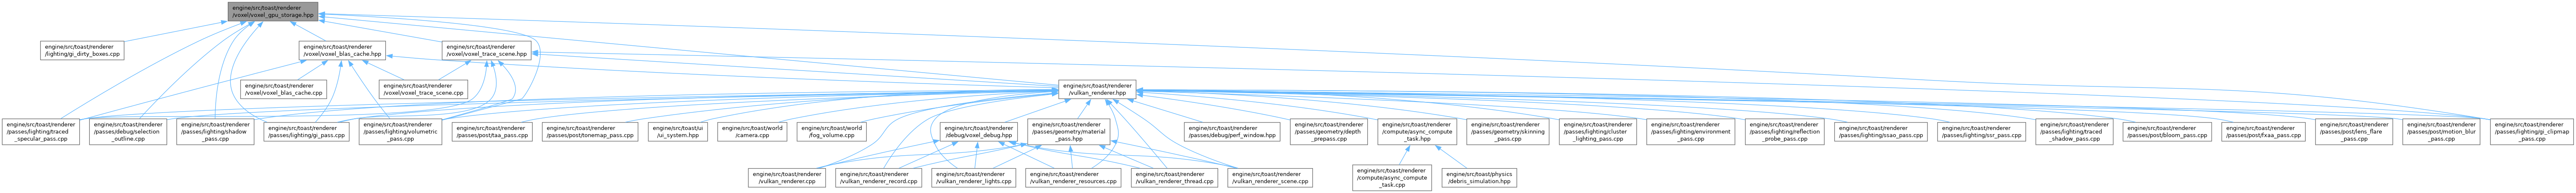 engine/src/toast/renderer
/voxel/voxel_gpu_storage.hpp
engine/src/toast/renderer
/lighting/gi_dirty_boxes.cpp
engine/src/toast/renderer
/voxel/voxel_blas_cache.hpp
engine/src/toast/renderer
/voxel/voxel_trace_scene.hpp
engine/src/toast/renderer
/voxel/voxel_blas_cache.cpp
engine/src/toast/renderer
/voxel/voxel_trace_scene.cpp
engine/src/toast/renderer
/vulkan_renderer.hpp
engine/src/toast/renderer
/passes/lighting/traced
_specular_pass.cpp
engine/src/toast/renderer
/passes/debug/selection
_outline.cpp
engine/src/toast/renderer
/passes/lighting/shadow
_pass.cpp
engine/src/toast/renderer
/passes/lighting/gi_pass.cpp
engine/src/toast/renderer
/passes/lighting/volumetric
_pass.cpp
engine/src/toast/renderer
/passes/post/taa_pass.cpp
engine/src/toast/renderer
/passes/post/tonemap_pass.cpp
engine/src/toast/ui
/ui_system.hpp
engine/src/toast/world
/camera.cpp
engine/src/toast/world
/fog_volume.cpp
engine/src/toast/renderer
/debug/voxel_debug.hpp
engine/src/toast/renderer
/passes/geometry/material
_pass.hpp
engine/src/toast/renderer
/passes/debug/perf_window.hpp
engine/src/toast/renderer
/passes/geometry/depth
_prepass.cpp
engine/src/toast/renderer
/compute/async_compute
_task.hpp
engine/src/toast/renderer
/passes/geometry/skinning
_pass.cpp
engine/src/toast/renderer
/passes/lighting/cluster
_lighting_pass.cpp
engine/src/toast/renderer
/passes/lighting/environment
_pass.cpp
engine/src/toast/renderer
/passes/lighting/reflection
_probe_pass.cpp
engine/src/toast/renderer
/passes/lighting/ssao_pass.cpp
engine/src/toast/renderer
/passes/lighting/ssr_pass.cpp
engine/src/toast/renderer
/passes/lighting/traced
_shadow_pass.cpp
engine/src/toast/renderer
/passes/post/bloom_pass.cpp
engine/src/toast/renderer
/passes/post/fxaa_pass.cpp
engine/src/toast/renderer
/passes/post/lens_flare
_pass.cpp
engine/src/toast/renderer
/passes/post/motion_blur
_pass.cpp
engine/src/toast/renderer
/passes/lighting/gi_clipmap
_pass.cpp
engine/src/toast/renderer
/vulkan_renderer.cpp
engine/src/toast/renderer
/vulkan_renderer_record.cpp
engine/src/toast/renderer
/vulkan_renderer_lights.cpp
engine/src/toast/renderer
/vulkan_renderer_resources.cpp
engine/src/toast/renderer
/vulkan_renderer_thread.cpp
engine/src/toast/renderer
/vulkan_renderer_scene.cpp
engine/src/toast/renderer
/compute/async_compute
_task.cpp
engine/src/toast/physics
/debris_simulation.hpp